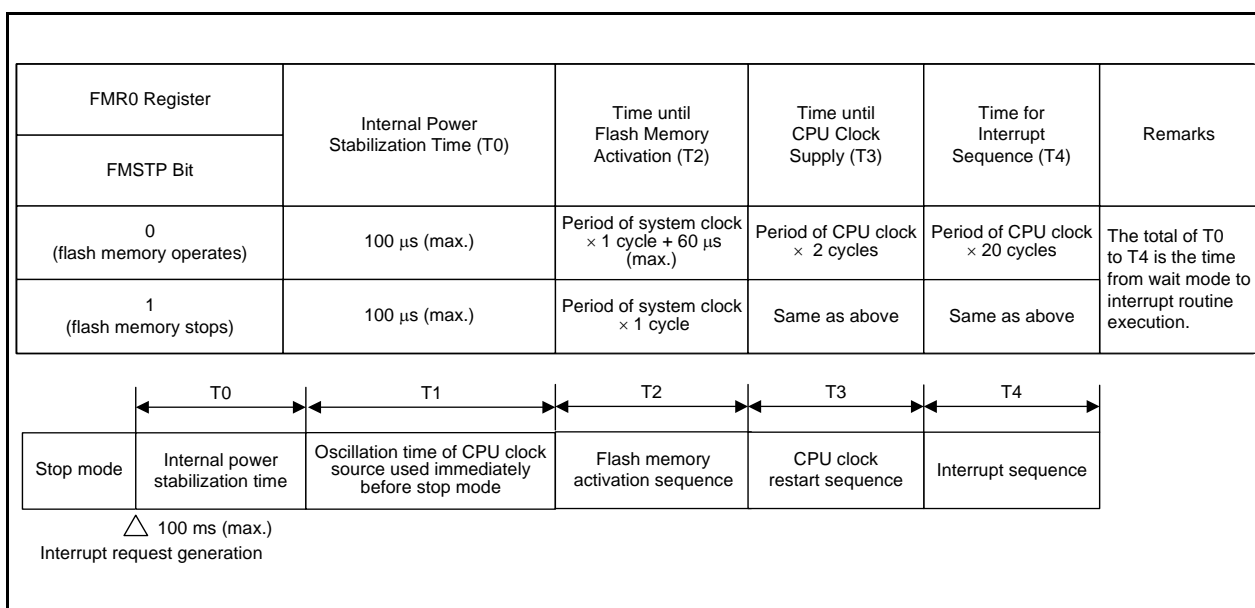 FMR0 Register
FMSTP Bit
Internal Power
Stabilization Time (T0)
Time until
Flash Memory
Activation (T2)
Time until
CPU Clock
Supply (T3)
Time for
Interrupt
Sequence (T4)
Remarks
0
(flash memory operates)
100 μs (max.)
Period of system clock
× 1 cycle + 60 μs
(max.)
Period of CPU clock
× 2 cycles
Period of CPU clock
× 20 cycles
The total of T0
to T4 is the time
from wait mode to
interrupt routine
execution.
1
(flash memory stops)
100 μs (max.)
Period of system clock
× 1 cycle
Same as above
Same as above
T0
T1
T2
T3
T4
Stop mode
Internal power
stabilization time
Oscillation time of CPU clock
source used immediately
before stop mode
Flash memory
activation sequence
CPU clock
restart sequence
Interrupt sequence
100 ms (max.)
Interrupt request generation